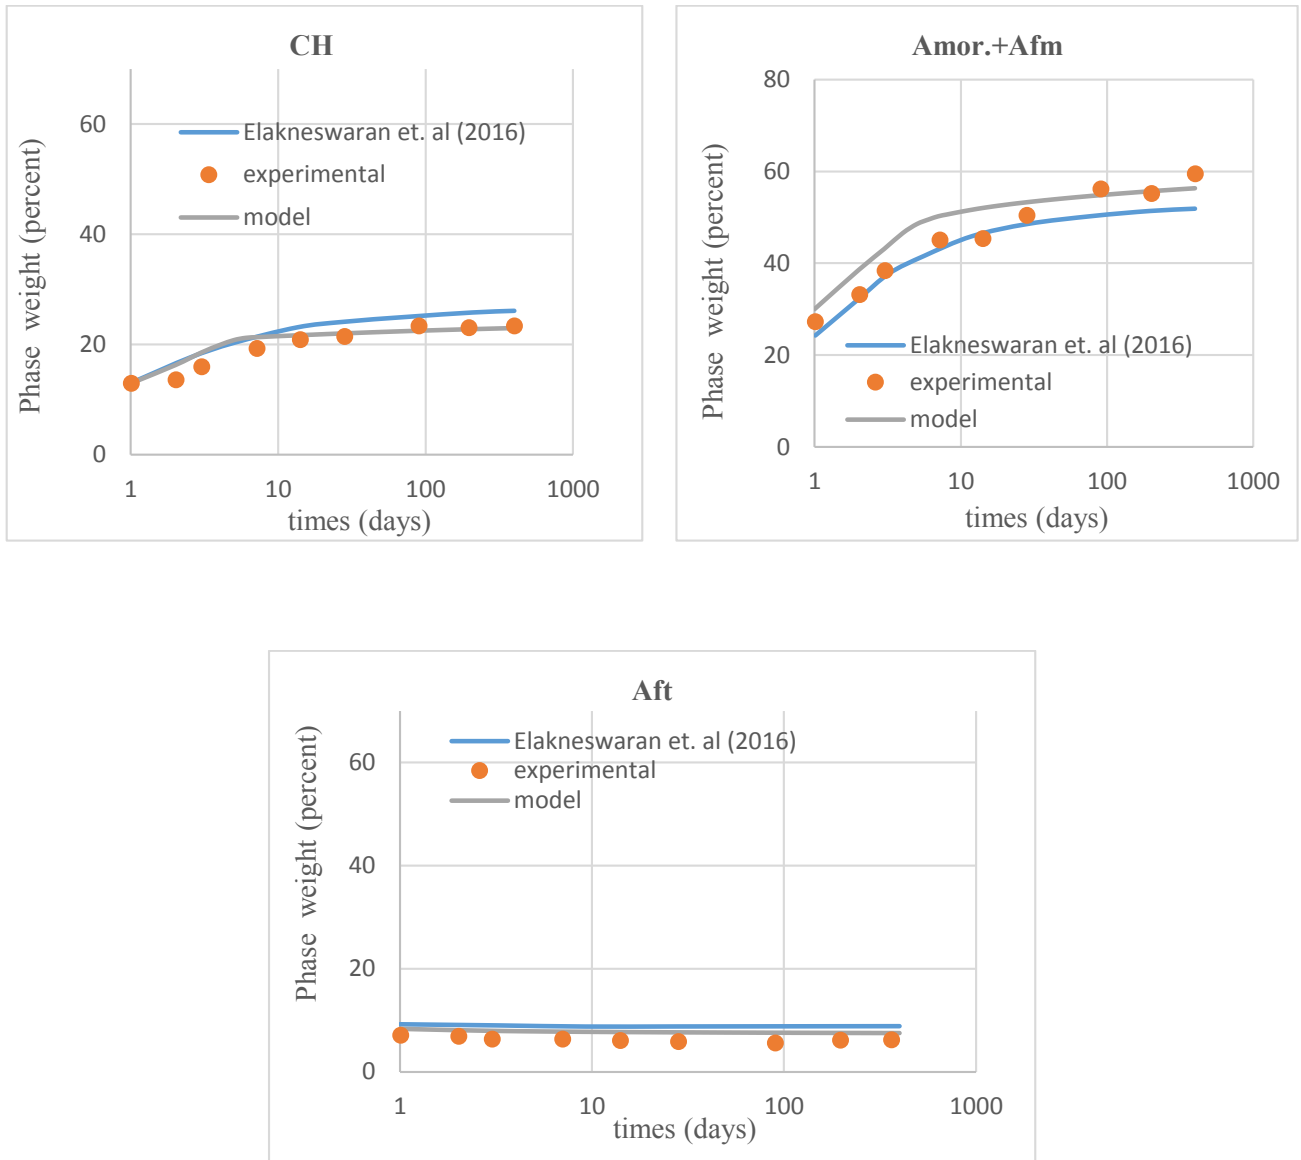 CH
Phase weight (percent)
60
40
20
0
Elakneswaran et. al (2016)
experimental
model
1 10 100 1000
times (days)
Amor.+Afm
Phase weight (percent)
80
60
40
20
0
Elakneswaran et. al (2016)
experimental
model
1 10 100 1000
times (days)
Aft
Phase weight (percent)
60
40
20
0
Elakneswaran et. al (2016)
experimental
model
1 10 100 1000
times (days)